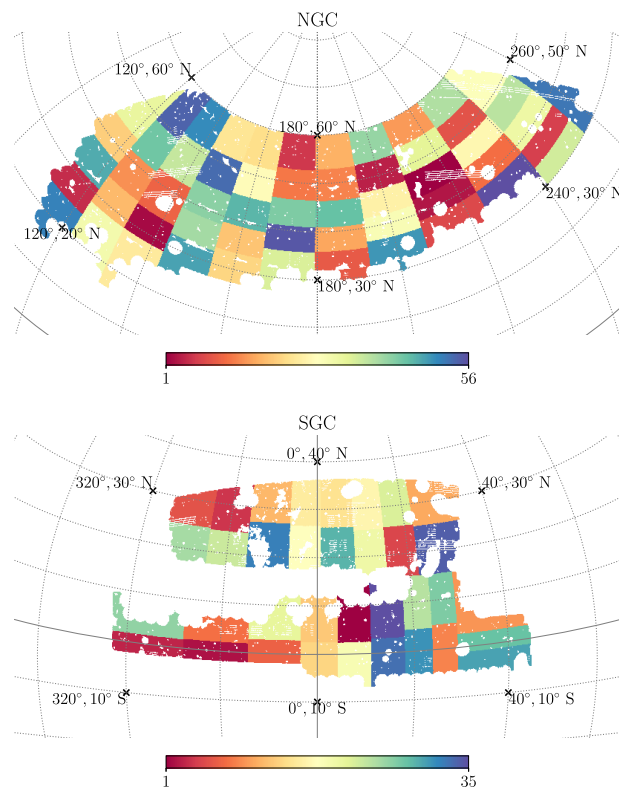 NGC
260°, 50° N
120°, 60° N
180°, 60° N
240°, 30° N
120°, 20° N
180°, 30° N
1 56
SGC
0°, 40° N
320°, 30° N
40°, 30° N
320°, 10° S
40°, 10° S
0°, 10° S
1 35